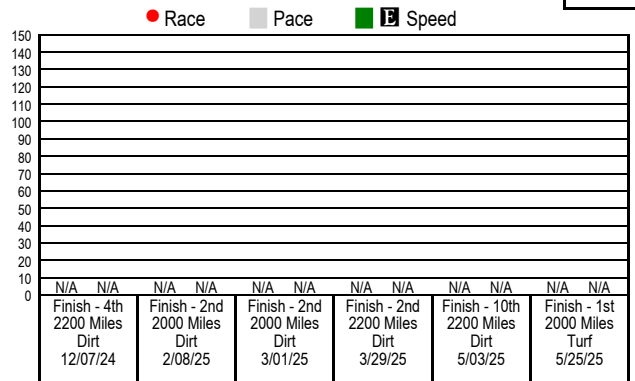 Race Pace E Speed
150
140
130
120
110
100
90
80
70
60
50
40
30
20
10
0
N/A N/A N/A N/A N/A N/A N/A N/A N/A N/A N/A N/A
Finish - 4th Finish - 2nd Finish - 2nd Finish - 2nd Finish - 10th Finish - 1st
2200 Miles 2000 Miles 2000 Miles 2200 Miles 2200 Miles 2000 Miles
Dirt Dirt Dirt Dirt Dirt Turf
12/07/24 2/08/25 3/01/25 3/29/25 5/03/25 5/25/25